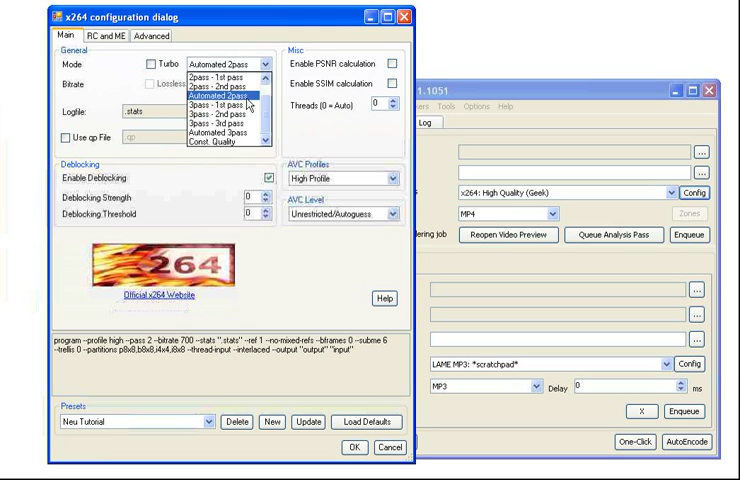 x264 configuration dialog
Main RC and ME Advanced
General
Mode Turbo Automated 2pass
2pass - 1st pass
2pass - 2nd pass
Automated 2pass
3pass - 1st pass
3pass - 2nd pass
3pass - 3rd pass
Automated 3pass
Const. Quality
Bitrate Lossless
Logfile: .stats
Use qp File qp
Misc
Enable PSNR calculation
Enable SSIM calculation
Threads (0 = Auto) 0
Deblocking
Enable Deblocking
Deblocking Strength 0
Deblocking Threshold 0
AVC Profiles
High Profile
AVC Level
Unrestricted/Autoguess
264
Official x264 Website
Help
program --profile high --pass 2 --bitrate 700 --stats ".stats" --ref 1 --no-mixed-refs --bframes 0 --subme 6
--trellis 0 --partitions p8x8,b8x8,i4x4,i8x8 --thread-input --interlaced --output "output" "input"
Presets
Neu Tutorial Delete New Update Load Defaults
OK Cancel
1.1051
Tools Options Help
Log
...
...
x264: High Quality (Geek) Config
MP4 Zones
job Reopen Video Preview Queue Analysis Pass Enqueue
...
...
...
LAME MP3: *scratchpad* Config
MP3 Delay 0 ms
X Enqueue
One-Click AutoEncode